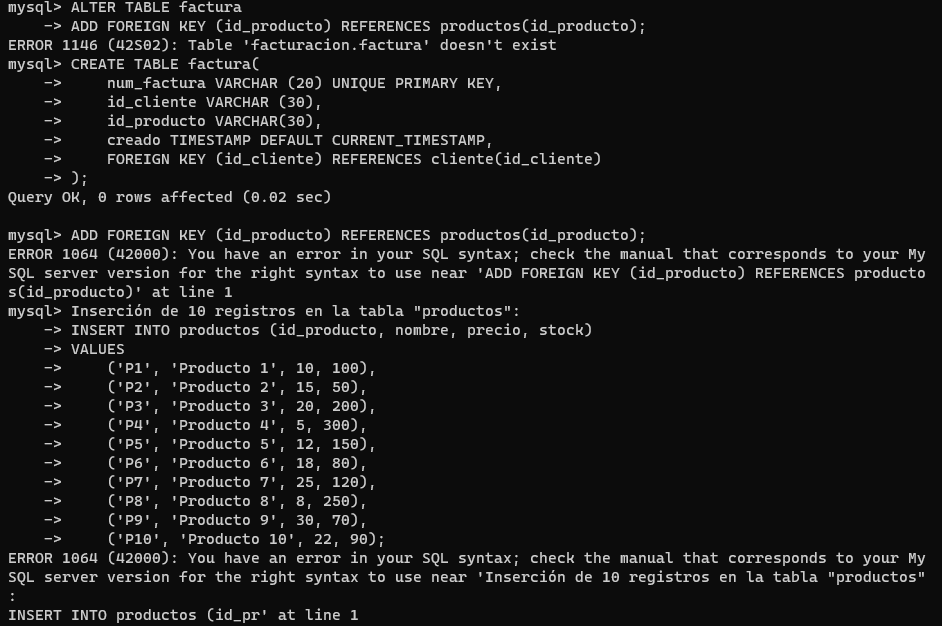 mysql> ALTER TABLE factura
    -> ADD FOREIGN KEY (id_producto) REFERENCES productos(id_producto);
ERROR 1146 (42S02): Table 'facturacion.factura' doesn't exist
mysql> CREATE TABLE factura(
    ->     num_factura VARCHAR (20) UNIQUE PRIMARY KEY,
    ->     id_cliente VARCHAR (30),
    ->     id_producto VARCHAR(30),
    ->     creado TIMESTAMP DEFAULT CURRENT_TIMESTAMP,
    ->     FOREIGN KEY (id_cliente) REFERENCES cliente(id_cliente)
    -> );
Query OK, 0 rows affected (0.02 sec)

mysql> ADD FOREIGN KEY (id_producto) REFERENCES productos(id_producto);
ERROR 1064 (42000): You have an error in your SQL syntax; check the manual that corresponds to your My
SQL server version for the right syntax to use near 'ADD FOREIGN KEY (id_producto) REFERENCES producto
s(id_producto)' at line 1
mysql> Inserción de 10 registros en la tabla "productos":
    -> INSERT INTO productos (id_producto, nombre, precio, stock)
    -> VALUES
    ->     ('P1', 'Producto 1', 10, 100),
    ->     ('P2', 'Producto 2', 15, 50),
    ->     ('P3', 'Producto 3', 20, 200),
    ->     ('P4', 'Producto 4', 5, 300),
    ->     ('P5', 'Producto 5', 12, 150),
    ->     ('P6', 'Producto 6', 18, 80),
    ->     ('P7', 'Producto 7', 25, 120),
    ->     ('P8', 'Producto 8', 8, 250),
    ->     ('P9', 'Producto 9', 30, 70),
    ->     ('P10', 'Producto 10', 22, 90);
ERROR 1064 (42000): You have an error in your SQL syntax; check the manual that corresponds to your My
SQL server version for the right syntax to use near 'Inserción de 10 registros en la tabla "productos"
:
INSERT INTO productos (id_pr' at line 1